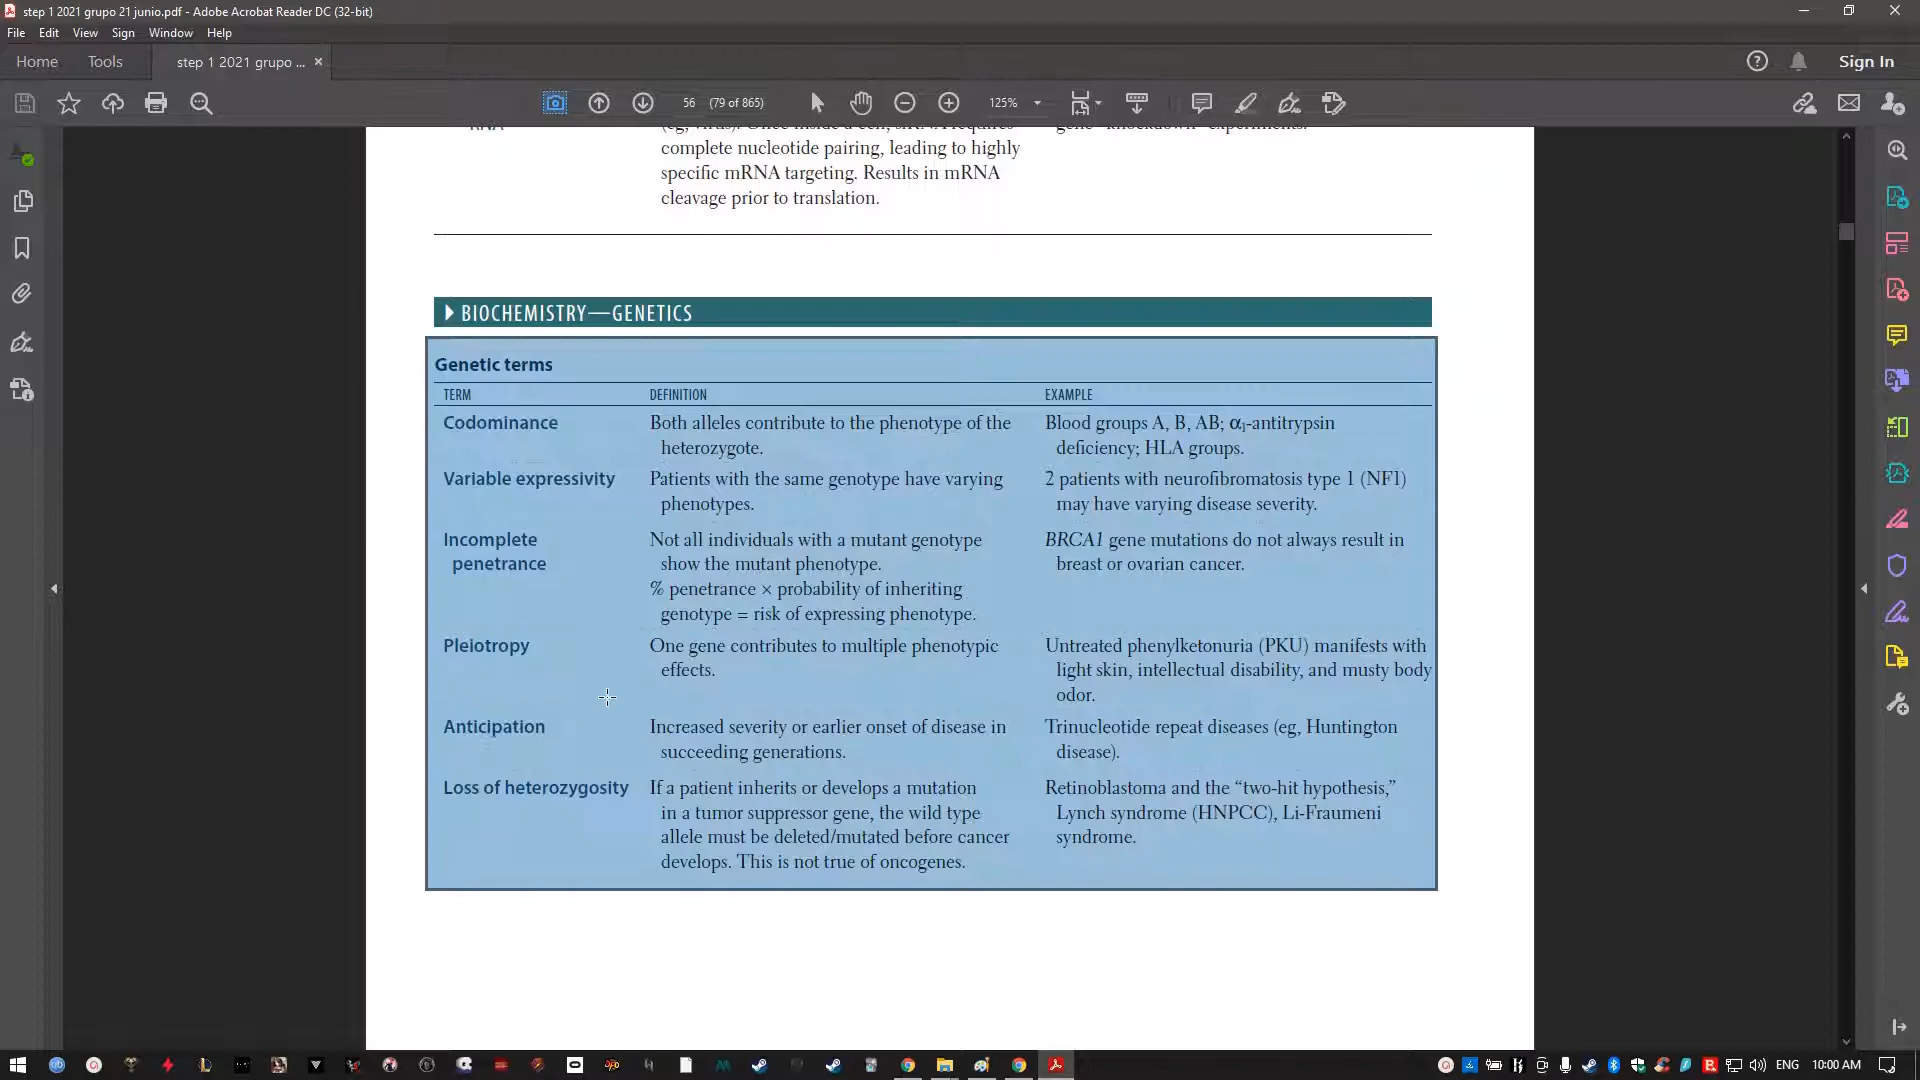 step 1 2021 grupo 21 junio.pdf - Adobe Acrobat Reader DC (32-bit)
File Edit View Sign Window Help
Home Tools step 1 2021 grupo ... × Sign In
56 (79 of 865) 125%
complete nucleotide pairing, leading to highly
specific mRNA targeting. Results in mRNA
cleavage prior to translation.
BIOCHEMISTRY—GENETICS
Genetic terms
TERM DEFINITION EXAMPLE
Codominance Both alleles contribute to the phenotype of the Blood groups A, B, AB; α₁-antitrypsin
heterozygote. deficiency; HLA groups.
Variable expressivity Patients with the same genotype have varying 2 patients with neurofibromatosis type 1 (NF1)
phenotypes. may have varying disease severity.
Incomplete Not all individuals with a mutant genotype BRCA1 gene mutations do not always result in
penetrance show the mutant phenotype. breast or ovarian cancer.
% penetrance × probability of inheriting
genotype = risk of expressing phenotype.
Pleiotropy One gene contributes to multiple phenotypic Untreated phenylketonuria (PKU) manifests with
effects. light skin, intellectual disability, and musty body
odor.
Anticipation Increased severity or earlier onset of disease in Trinucleotide repeat diseases (eg, Huntington
succeeding generations. disease).
Loss of heterozygosity If a patient inherits or develops a mutation Retinoblastoma and the “two-hit hypothesis,”
in a tumor suppressor gene, the wild type Lynch syndrome (HNPCC), Li-Fraumeni
allele must be deleted/mutated before cancer syndrome.
develops. This is not true of oncogenes.
ENG 10:00 AM